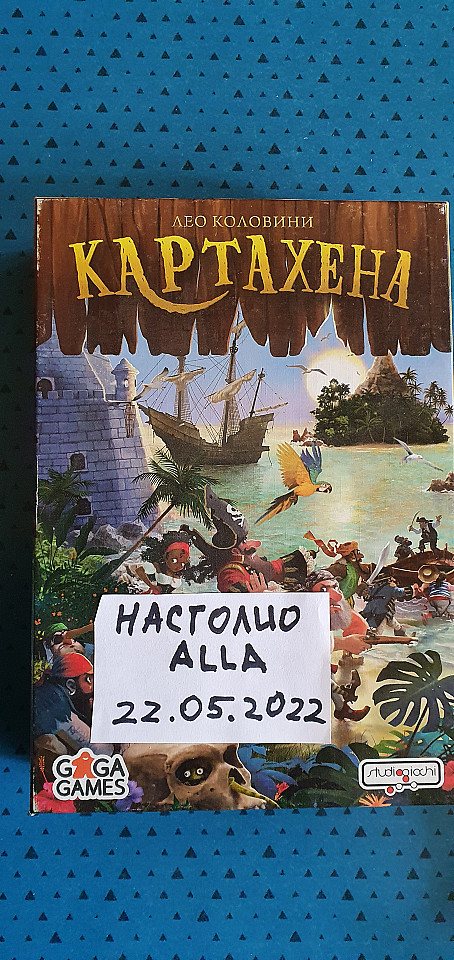 ЛЕО КОЛОВИНИ
КАРТАХЕНА
НАСТОЛИО
ALLA
22.05.2022
GAGA
GAMES
studiogiochi